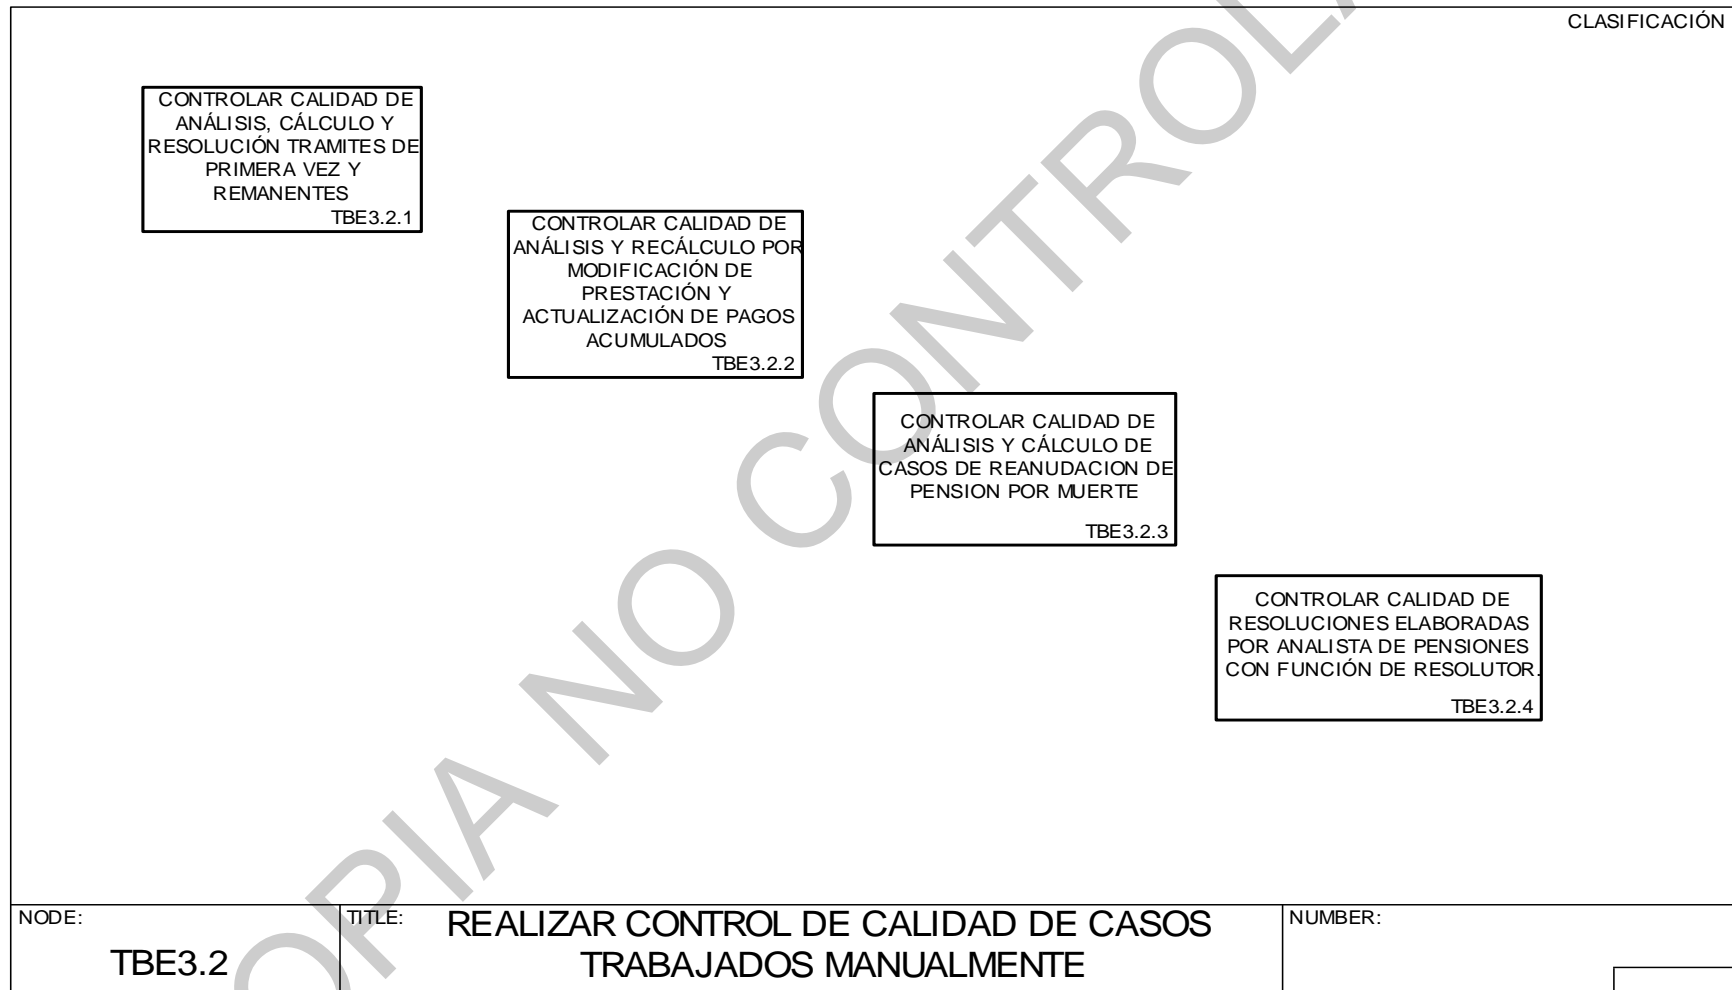 CLASIFICACIÓN
CONTROLAR CALIDAD DE
ANÁLISIS, CÁLCULO Y
RESOLUCIÓN TRAMITES DE
PRIMERA VEZ Y
REMANENTES
TBE3.2.1
CONTROLAR CALIDAD DE
ANÁLISIS Y RECÁLCULO POR
MODIFICACIÓN DE
PRESTACIÓN Y
ACTUALIZACIÓN DE PAGOS
ACUMULADOS
TBE3.2.2
CONTROLAR CALIDAD DE
ANÁLISIS Y CÁLCULO DE
CASOS DE REANUDACION DE
PENSION POR MUERTE
TBE3.2.3
CONTROLAR CALIDAD DE
RESOLUCIONES ELABORADAS
POR ANALISTA DE PENSIONES
CON FUNCIÓN DE RESOLUTOR.
TBE3.2.4
OPIA NO CONTROLA
NODE:
TBE3.2
TITLE:
REALIZAR CONTROL DE CALIDAD DE CASOS
TRABAJADOS MANUALMENTE
NUMBER: